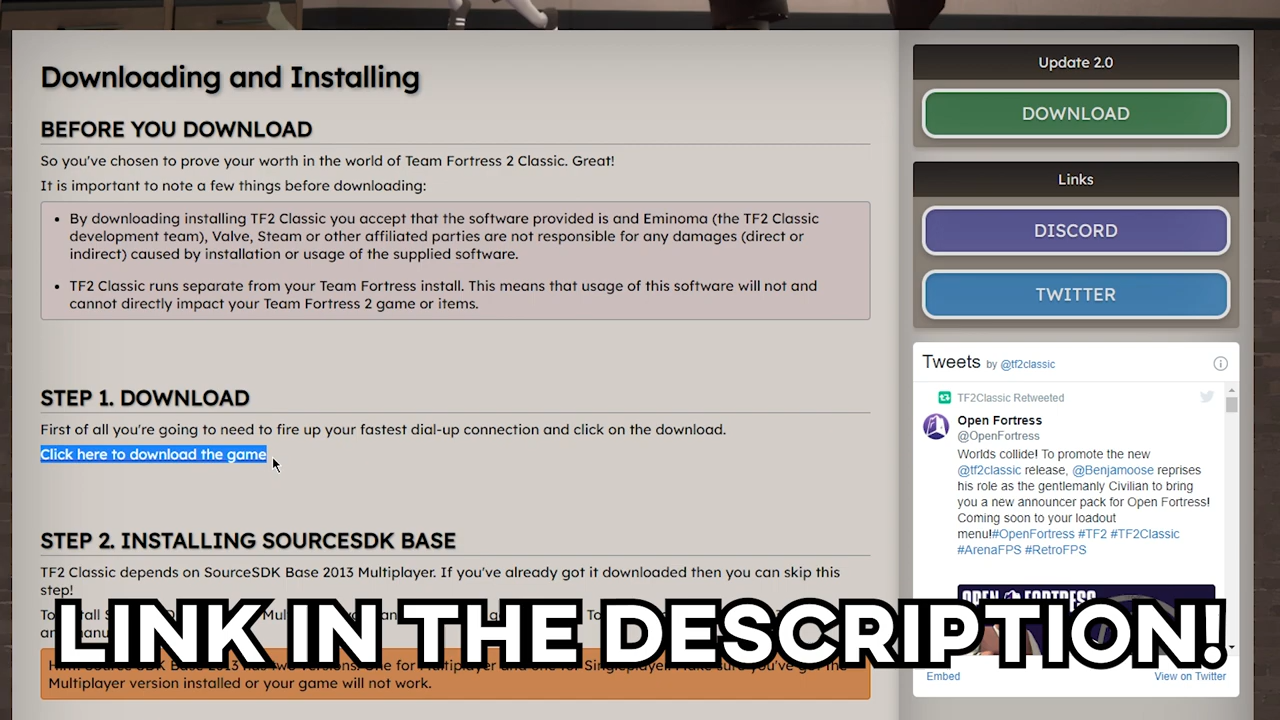 Downloading and Installing
BEFORE YOU DOWNLOAD
So you've chosen to prove your worth in the world of Team Fortress 2 Classic. Great!
It is important to note a few things before downloading:
• By downloading installing TF2 Classic you accept that the software provided is and Eminoma (the TF2 Classic
development team), Valve, Steam or other affiliated parties are not responsible for any damages (direct or
indirect) caused by installation or usage of the supplied software.
• TF2 Classic runs separate from your Team Fortress install. This means that usage of this software will not and
cannot directly impact your Team Fortress 2 game or items.
STEP 1. DOWNLOAD
First of all you're going to need to fire up your fastest dial-up connection and click on the download.
Click here to download the game
STEP 2. INSTALLING SOURCESDK BASE
TF2 Classic depends on SourceSDK Base 2013 Multiplayer. If you've already got it downloaded then you can skip this
step!
LINK IN THE DESCRIPTION!
Multiplayer version installed or your game will not work.
Update 2.0
DOWNLOAD
Links
DISCORD
TWITTER
Tweets by @tf2classic
TF2Classic Retweeted
Open Fortress
@OpenFortress
Worlds collide! To promote the new
@tf2classic release, @Benjamoose reprises
his role as the gentlemanly Civilian to bring
you a new announcer pack for Open Fortress!
Coming soon to your loadout
menu!#OpenFortress #TF2 #TF2Classic
#ArenaFPS #RetroFPS
OPEN FORTRESS
Embed
View on Twitter